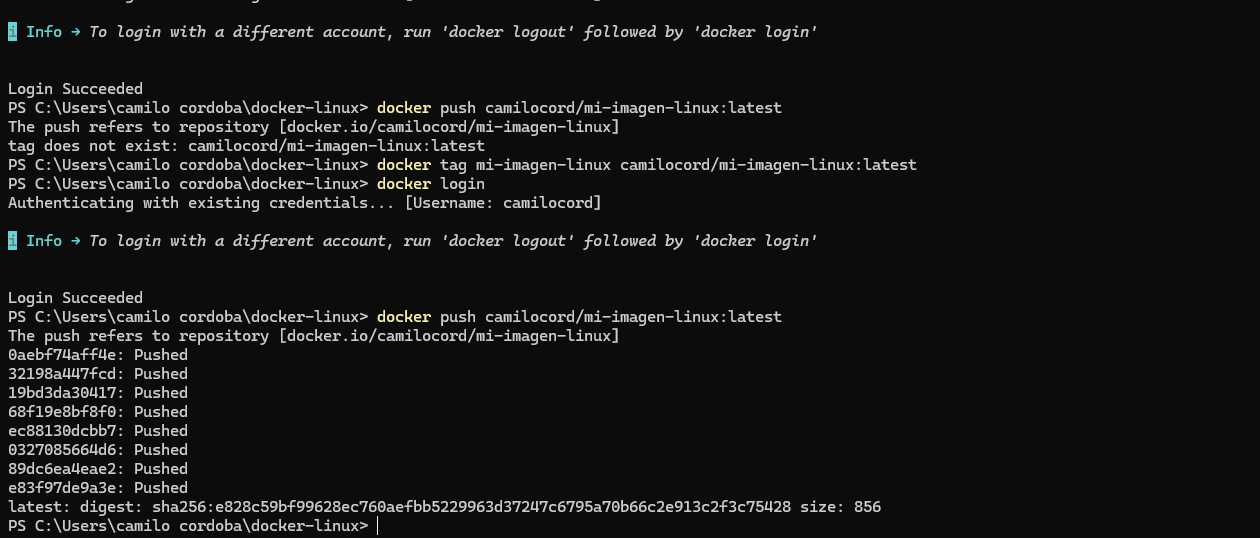 i Info → To login with a different account, run 'docker logout' followed by 'docker login'
Login Succeeded
PS C:\Users\camilo cordoba\docker-linux> docker push camilocord/mi-imagen-linux:latest
The push refers to repository [docker.io/camilocord/mi-imagen-linux]
tag does not exist: camilocord/mi-imagen-linux:latest
PS C:\Users\camilo cordoba\docker-linux> docker tag mi-imagen-linux camilocord/mi-imagen-linux:latest
PS C:\Users\camilo cordoba\docker-linux> docker login
Authenticating with existing credentials... [Username: camilocord]
i Info → To login with a different account, run 'docker logout' followed by 'docker login'
Login Succeeded
PS C:\Users\camilo cordoba\docker-linux> docker push camilocord/mi-imagen-linux:latest
The push refers to repository [docker.io/camilocord/mi-imagen-linux]
0aebf74aff4e: Pushed
32198a447fcd: Pushed
19bd3da30417: Pushed
68f19e8bf8f0: Pushed
ec88130dcbb7: Pushed
0327085664d6: Pushed
89dc6ea4eae2: Pushed
e83f97de9a3e: Pushed
latest: digest: sha256:e828c59bf99628ec760aefbb5229963d37247c6795a70b66c2e913c2f3c75428 size: 856
PS C:\Users\camilo cordoba\docker-linux>